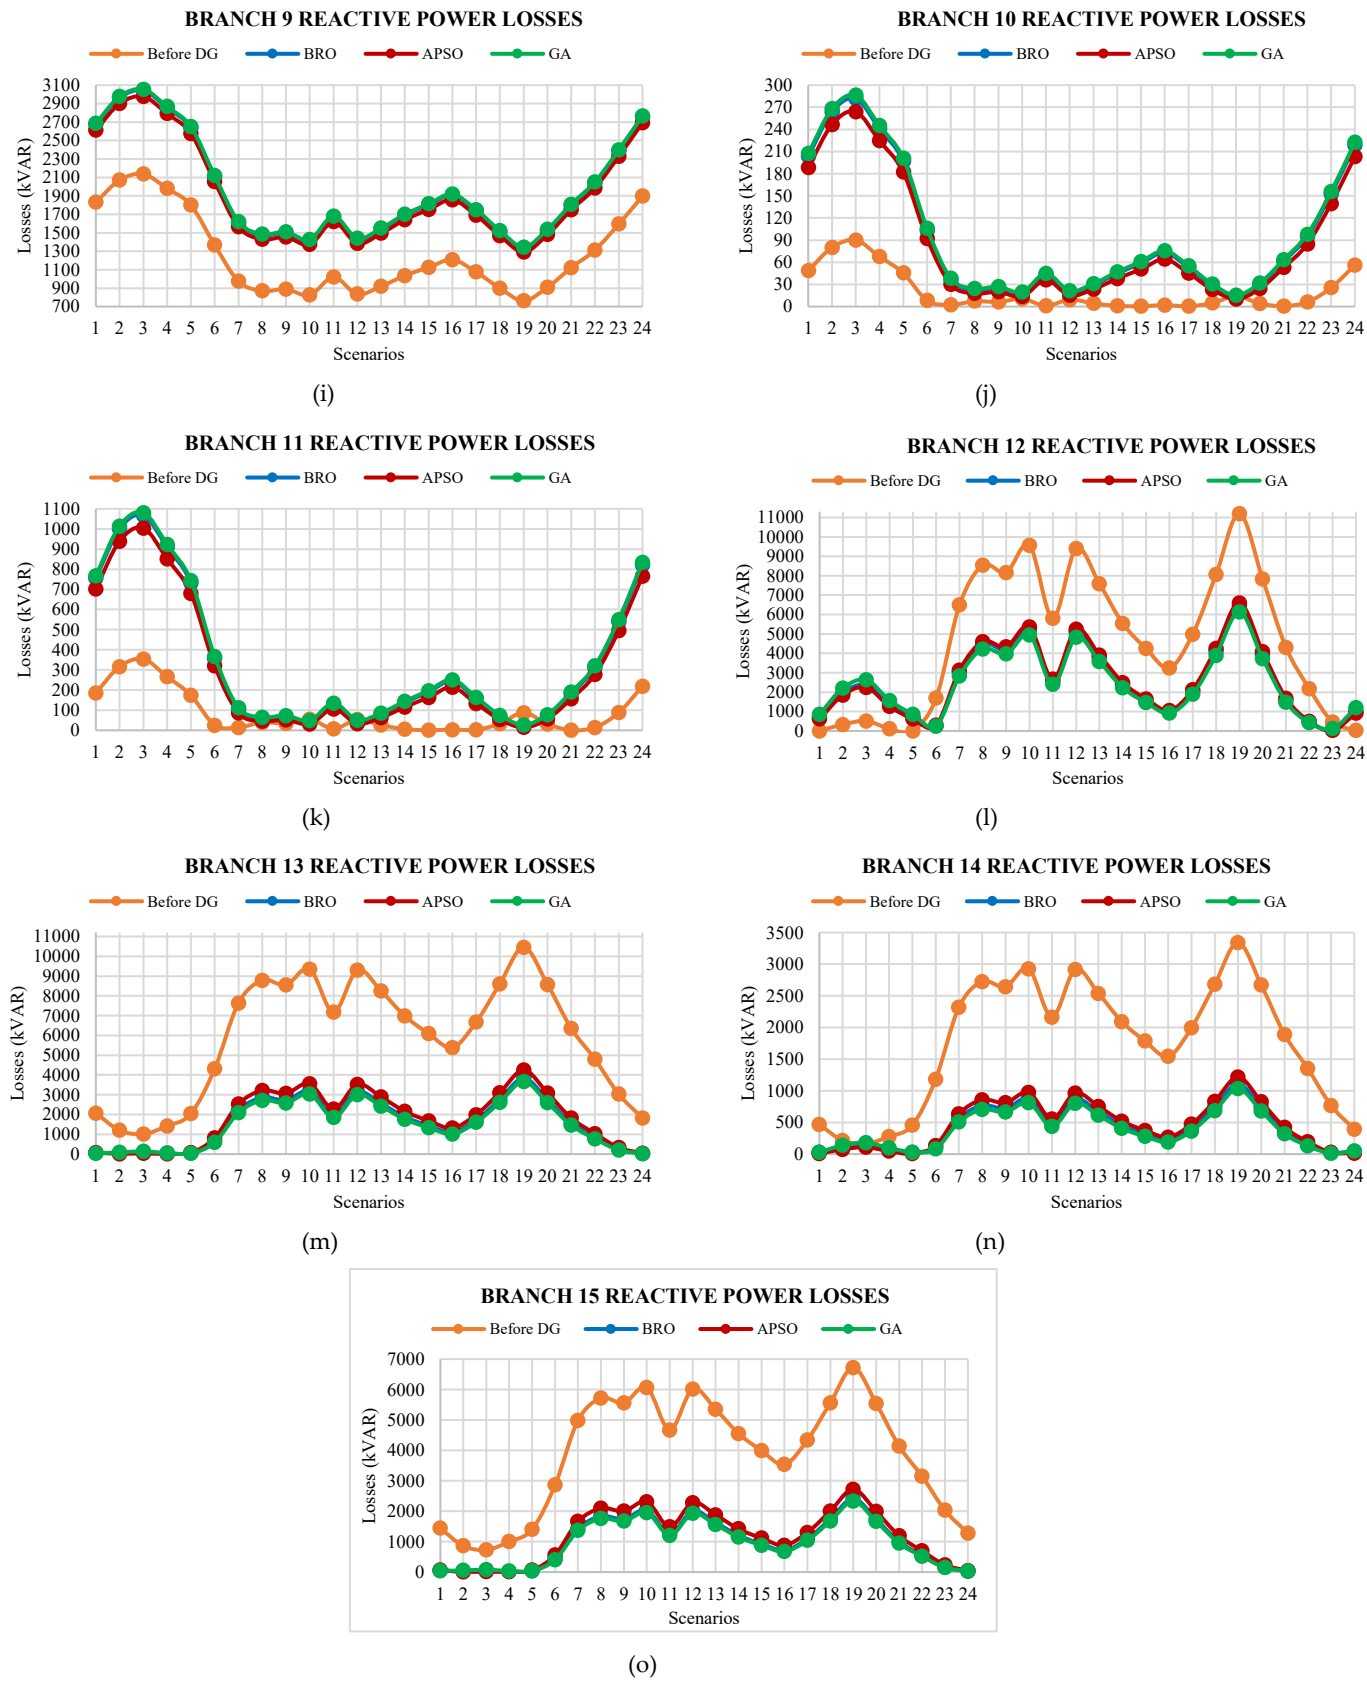 BRANCH 9 REACTIVE POWER LOSSES
Before DG BRO APSO GA
3100
2900
2700
2500
2300
2100
1900
1700
1500
1300
1100
900
700
Losses (kVAR)
1 2 3 4 5 6 7 8 9 10 11 12 13 14 15 16 17 18 19 20 21 22 23 24
Scenarios
(i)
BRANCH 10 REACTIVE POWER LOSSES
Before DG BRO APSO GA
300
270
240
210
180
150
120
90
60
30
0
Losses (kVAR)
1 2 3 4 5 6 7 8 9 10 11 12 13 14 15 16 17 18 19 20 21 22 23 24
Scenarios
(j)
BRANCH 11 REACTIVE POWER LOSSES
Before DG BRO APSO GA
1100
1000
900
800
700
600
500
400
300
200
100
0
Losses (kVAR)
1 2 3 4 5 6 7 8 9 10 11 12 13 14 15 16 17 18 19 20 21 22 23 24
Scenarios
(k)
BRANCH 12 REACTIVE POWER LOSSES
Before DG BRO APSO GA
11000
10000
9000
8000
7000
6000
5000
4000
3000
2000
1000
0
Losses (kVAR)
1 2 3 4 5 6 7 8 9 10 11 12 13 14 15 16 17 18 19 20 21 22 23 24
Scenarios
(l)
BRANCH 13 REACTIVE POWER LOSSES
Before DG BRO APSO GA
11000
10000
9000
8000
7000
6000
5000
4000
3000
2000
1000
0
Losses (kVAR)
1 2 3 4 5 6 7 8 9 10 11 12 13 14 15 16 17 18 19 20 21 22 23 24
Scenarios
(m)
BRANCH 14 REACTIVE POWER LOSSES
Before DG BRO APSO GA
3500
3000
2500
2000
1500
1000
500
0
Losses (kVAR)
1 2 3 4 5 6 7 8 9 10 11 12 13 14 15 16 17 18 19 20 21 22 23 24
Scenarios
(n)
BRANCH 15 REACTIVE POWER LOSSES
Before DG BRO APSO GA
7000
6000
5000
4000
3000
2000
1000
0
Losses (kVAR)
1 2 3 4 5 6 7 8 9 10 11 12 13 14 15 16 17 18 19 20 21 22 23 24
Scenarios
(o)